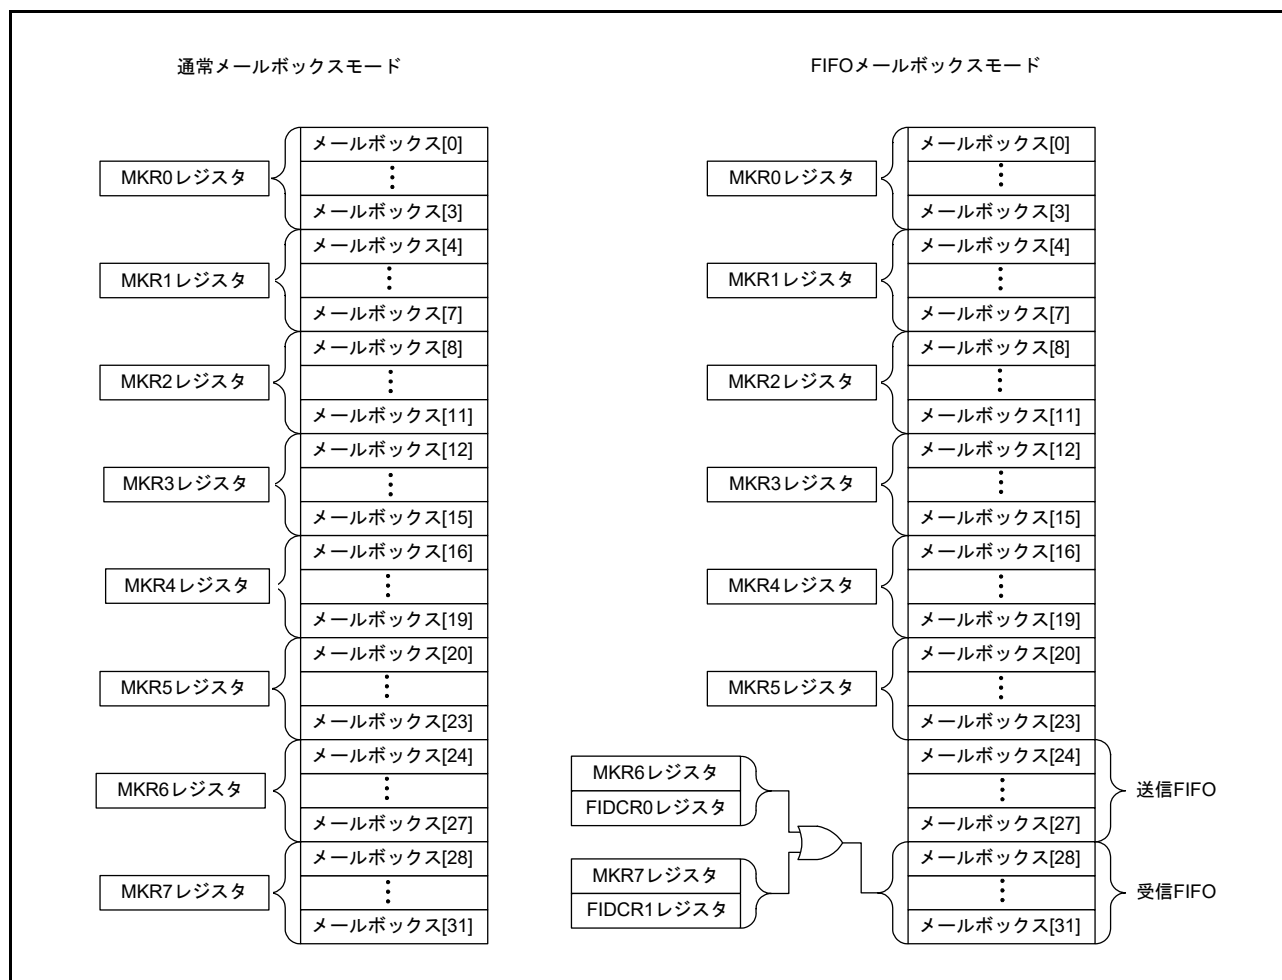 通常メールボックスモード
メールボックス[0]
MKR0レジスタ
メールボックス[3]
メールボックス[4]
MKR1レジスタ
メールボックス[7]
メールボックス[8]
MKR2レジスタ
メールボックス[11]
メールボックス[12]
MKR3レジスタ
メールボックス[15]
メールボックス[16]
MKR4レジスタ
メールボックス[19]
メールボックス[20]
MKR5レジスタ
メールボックス[23]
メールボックス[24]
MKR6レジスタ
メールボックス[27]
メールボックス[28]
MKR7レジスタ
メールボックス[31]
FIFOメールボックスモード
メールボックス[0]
MKR0レジスタ
メールボックス[3]
メールボックス[4]
MKR1レジスタ
メールボックス[7]
メールボックス[8]
MKR2レジスタ
メールボックス[11]
メールボックス[12]
MKR3レジスタ
メールボックス[15]
メールボックス[16]
MKR4レジスタ
メールボックス[19]
メールボックス[20]
MKR5レジスタ
メールボックス[23]
メールボックス[24]
MKR6レジスタ
送信FIFO
FIDCR0レジスタ
メールボックス[27]
メールボックス[28]
MKR7レジスタ
受信FIFO
FIDCR1レジスタ
メールボックス[31]